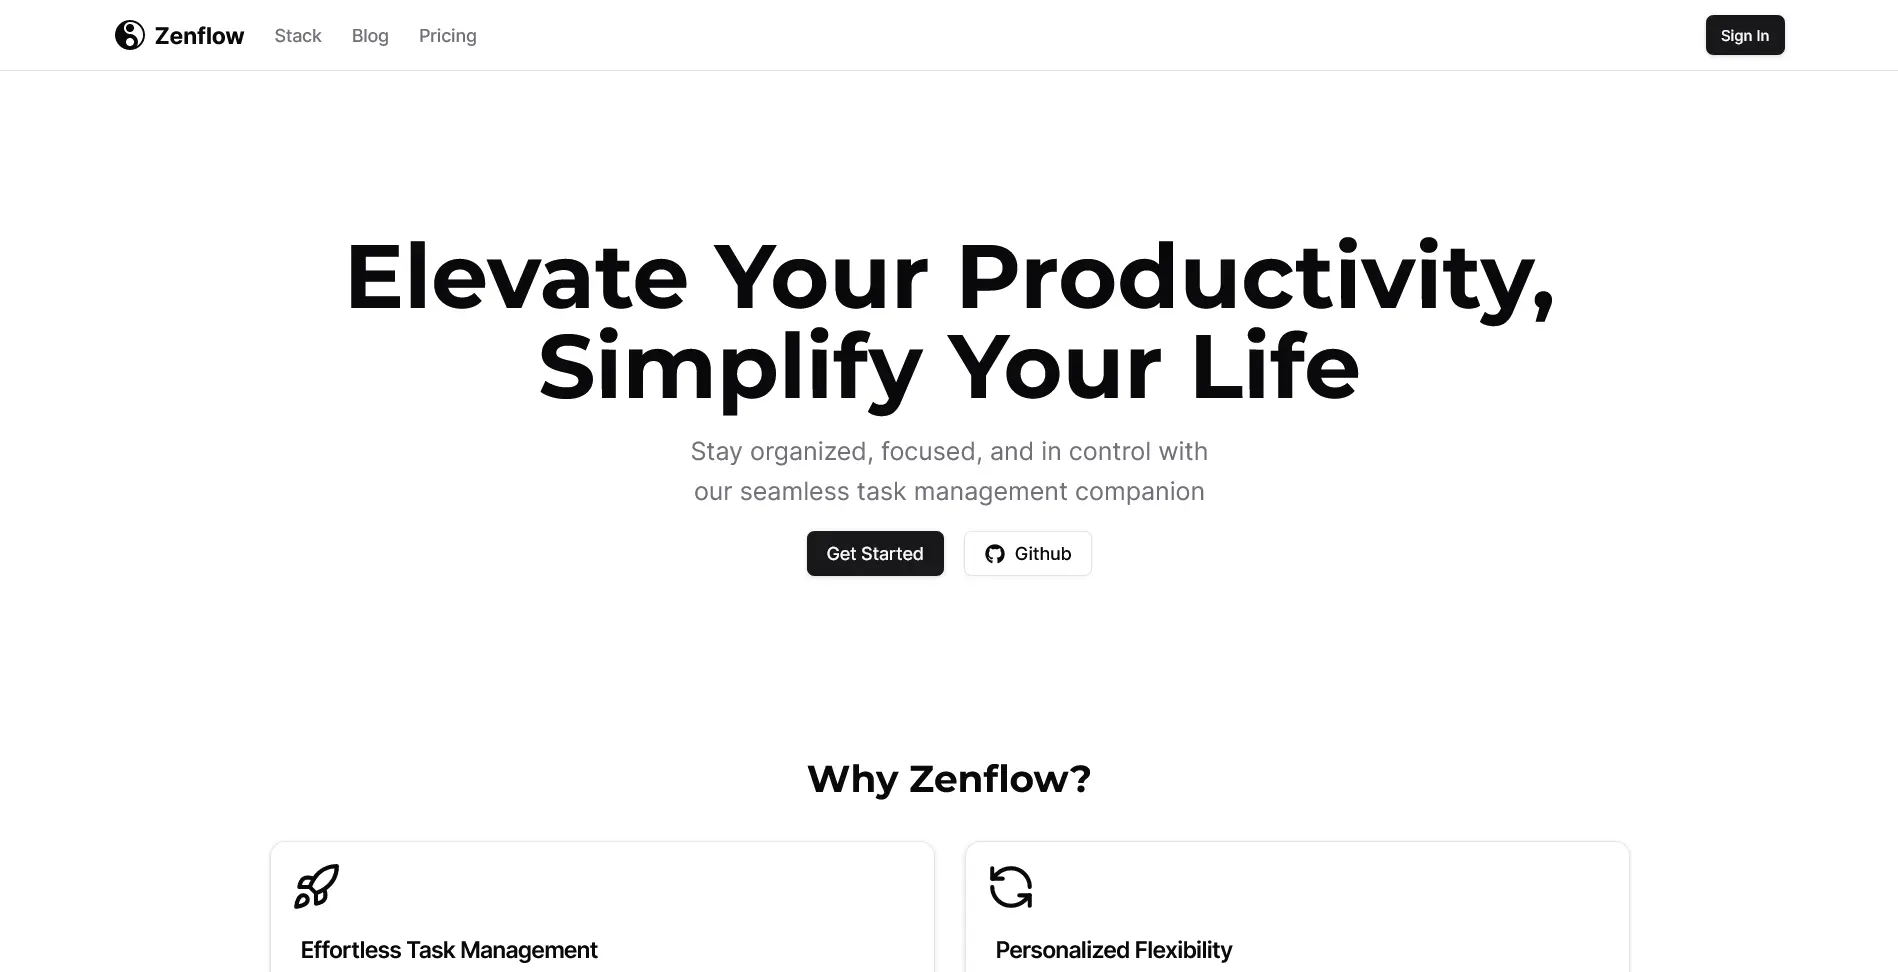 Zenflow
Stack
Blog
Pricing
Sign In
Elevate Your Productivity,
Simplify Your Life
Stay organized, focused, and in control with
our seamless task management companion
Get Started
Github
Why Zenflow?
Effortless Task Management
Personalized Flexibility